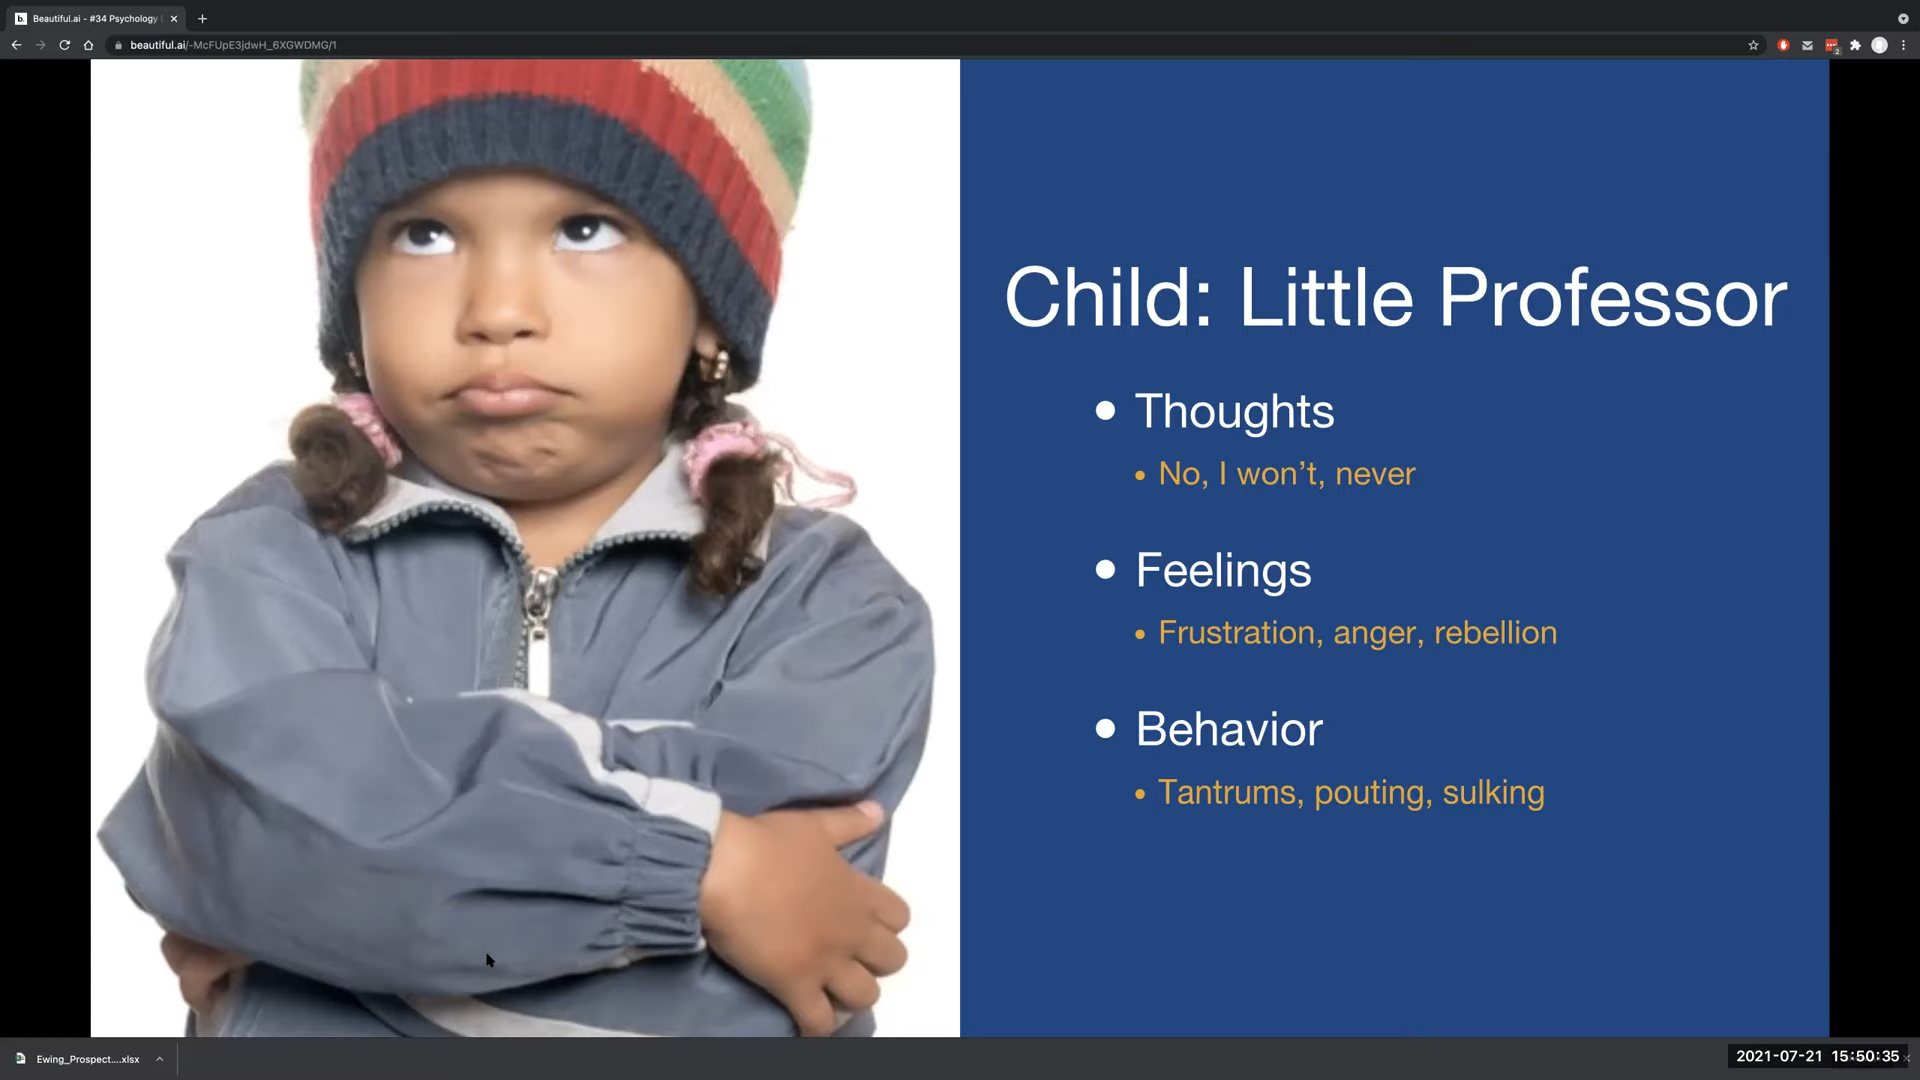 Beautiful.ai - #34 Psychology
beautiful.ai/-McFUpE3jdwH_6XGWDMG/1
2
Child: Little Professor
• Thoughts
• No, I won’t, never
• Feelings
• Frustration, anger, rebellion
• Behavior
• Tantrums, pouting, sulking
Ewing_Prospect....xlsx
2021-07-21 15:50:35